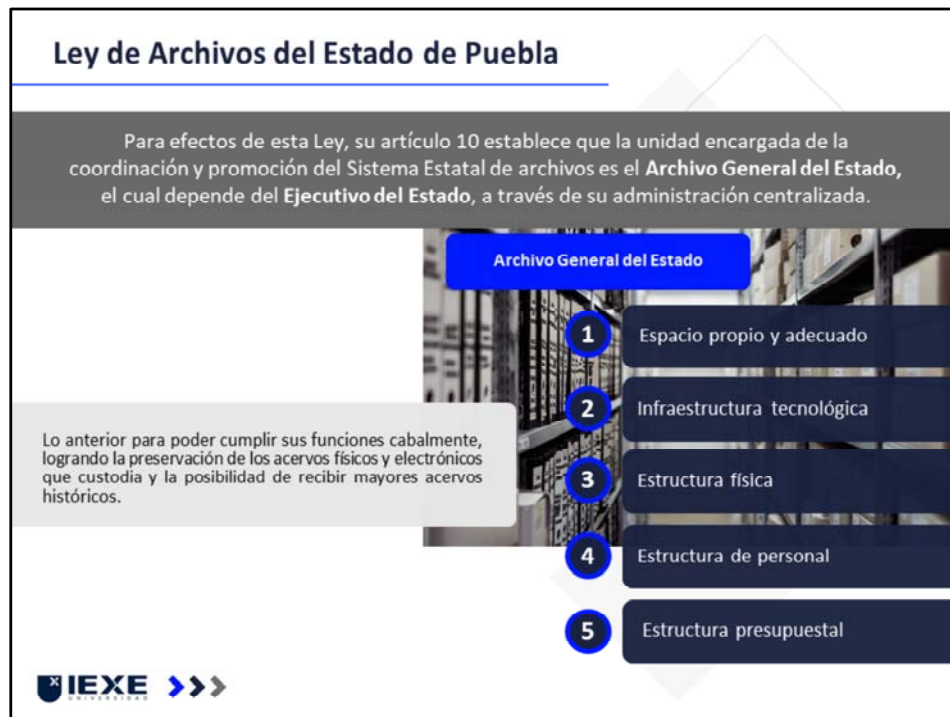 Ley de Archivos del Estado de Puebla
Para efectos de esta Ley, su artículo 10 establece que la unidad encargada de la
coordinación y promoción del Sistema Estatal de archivos es el Archivo General del Estado,
el cual depende del Ejecutivo del Estado, a través de su administración centralizada.
Archivo General del Estado
1 Espacio propio y adecuado
2 Infraestructura tecnológica
3 Estructura física
4 Estructura de personal
5 Estructura presupuestal
Lo anterior para poder cumplir sus funciones cabalmente,
logrando la preservación de los acervos físicos y electrónicos
que custodia y la posibilidad de recibir mayores acervos
históricos.
IEXE
UNIVERSIDAD